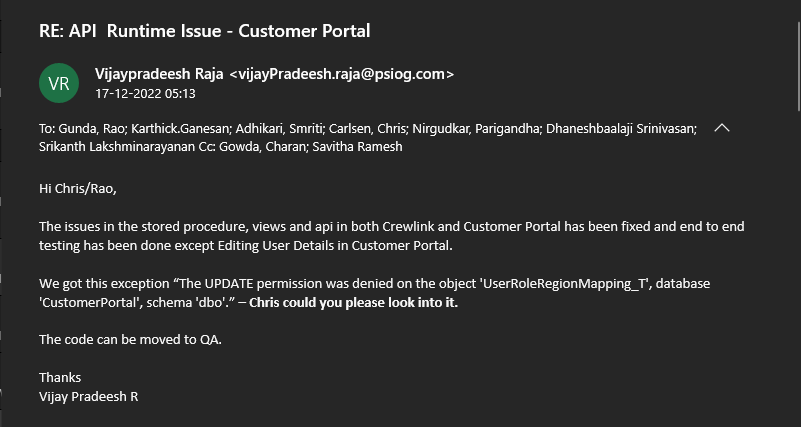 RE: API  Runtime Issue - Customer Portal
VR
Vijaypradeesh Raja <vijayPradeesh.raja@psiog.com>
17-12-2022 05:13
To: Gunda, Rao; Karthick.Ganesan; Adhikari, Smriti; Carlsen, Chris; Nirgudkar, Parigandha; Dhaneshbaalaji Srinivasan;
Srikanth Lakshminarayanan Cc: Gowda, Charan; Savitha Ramesh
Hi Chris/Rao,
The issues in the stored procedure, views and api in both Crewlink and Customer Portal has been fixed and end to end
testing has been done except Editing User Details in Customer Portal.
We got this exception “The UPDATE permission was denied on the object 'UserRoleRegionMapping_T', database
'CustomerPortal', schema 'dbo'.” – Chris could you please look into it.
The code can be moved to QA.
Thanks
Vijay Pradeesh R